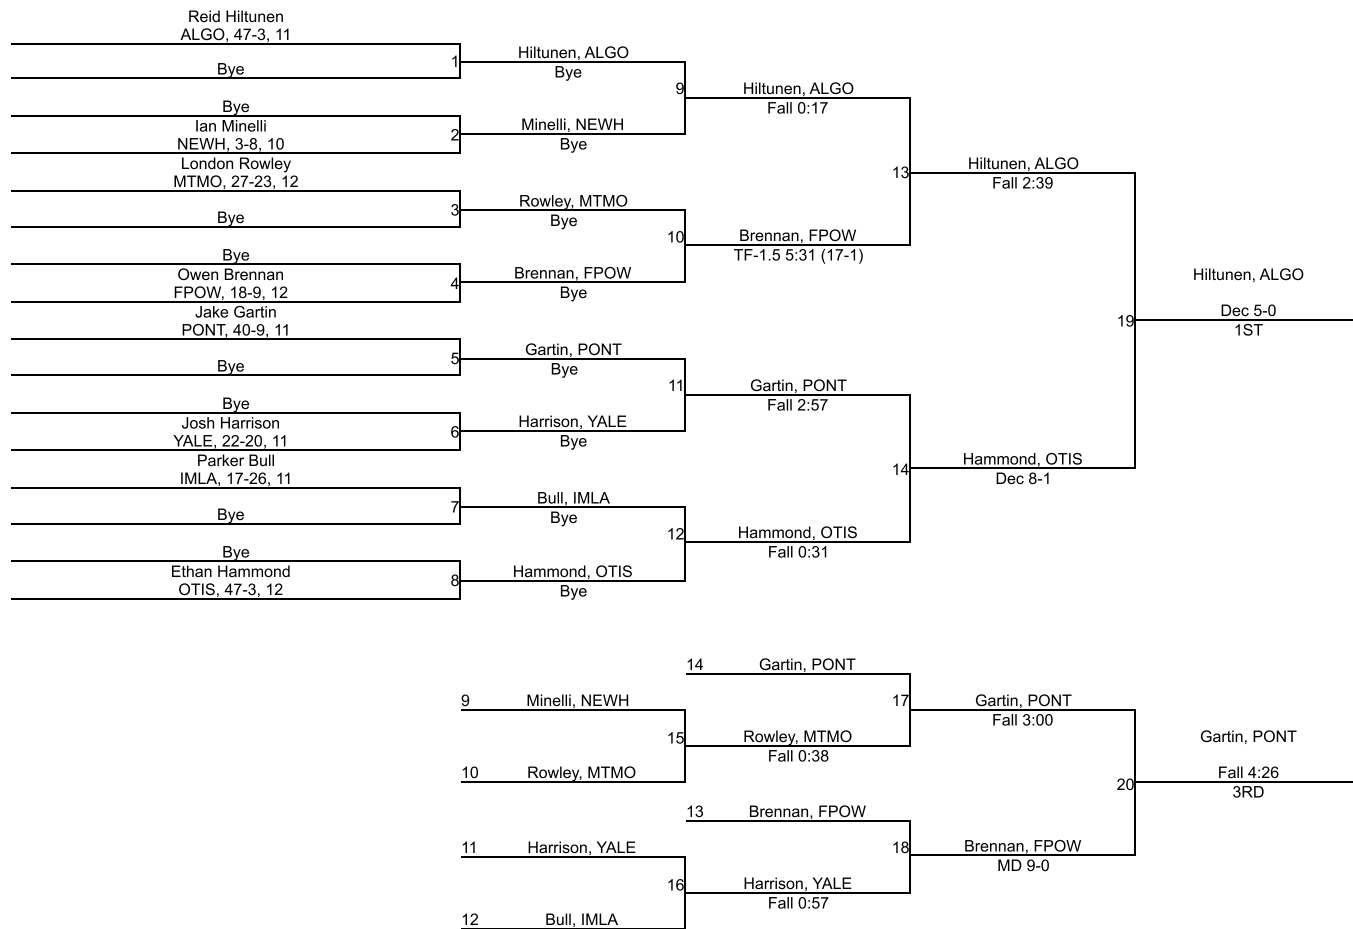 Reid Hiltunen
ALGO, 47-3, 11
Bye
1
Bye
Ian Minelli
NEWH, 3-8, 10
2
London Rowley
MTMO, 27-23, 12
Bye
3
Bye
Owen Brennan
FPOW, 18-9, 12
4
Jake Gartin
PONT, 40-9, 11
Bye
5
Bye
Josh Harrison
YALE, 22-20, 11
6
Parker Bull
IMLA, 17-26, 11
Bye
7
Bye
Ethan Hammond
OTIS, 47-3, 12
8
Hiltunen, ALGO
Bye
9
Minelli, NEWH
Bye
Rowley, MTMO
Bye
10
Brennan, FPOW
Bye
Gartin, PONT
Bye
11
Harrison, YALE
Bye
Bull, IMLA
Bye
12
Hammond, OTIS
Bye
Hiltunen, ALGO
Fall 0:17
13
Brennan, FPOW
TF-1.5 5:31 (17-1)
Gartin, PONT
Fall 2:57
14
Hammond, OTIS
Fall 0:31
Hiltunen, ALGO
Fall 2:39
19
Hammond, OTIS
Dec 8-1
Hiltunen, ALGO
Dec 5-0
1ST
9 Minelli, NEWH
15
10 Rowley, MTMO
11 Harrison, YALE
16
12 Bull, IMLA
14 Gartin, PONT
17
Rowley, MTMO
Fall 0:38
13 Brennan, FPOW
18
Harrison, YALE
Fall 0:57
Gartin, PONT
Fall 3:00
20
Brennan, FPOW
MD 9-0
Gartin, PONT
Fall 4:26
3RD